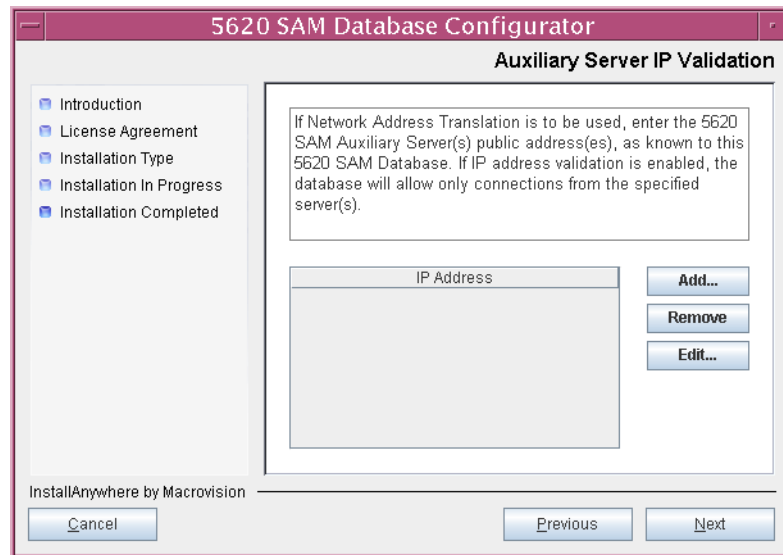 5620 SAM Database Configurator
Auxiliary Server IP Validation
Introduction
License Agreement
Installation Type
Installation In Progress
Installation Completed
If Network Address Translation is to be used, enter the 5620
SAM Auxiliary Server(s) public address(es), as known to this
5620 SAM Database. If IP address validation is enabled, the
database will allow only connections from the specified
server(s).
IP Address
Add...
Remove
Edit...
InstallAnywhere by Macrovision
Cancel
Previous
Next